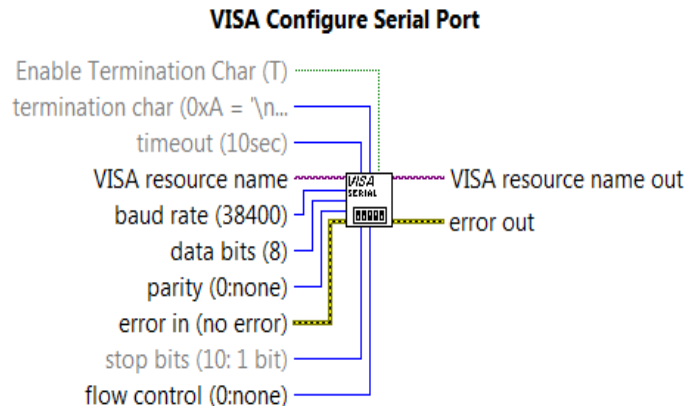 VISA Configure Serial Port
Enable Termination Char (T)
termination char (0xA = '\n...
timeout (10sec)
VISA resource name
VISA resource name out
VISA
SERIAL
baud rate (38400)
error out
data bits (8)
parity (0:none)
error in (no error)
stop bits (10: 1 bit)
flow control (0:none)